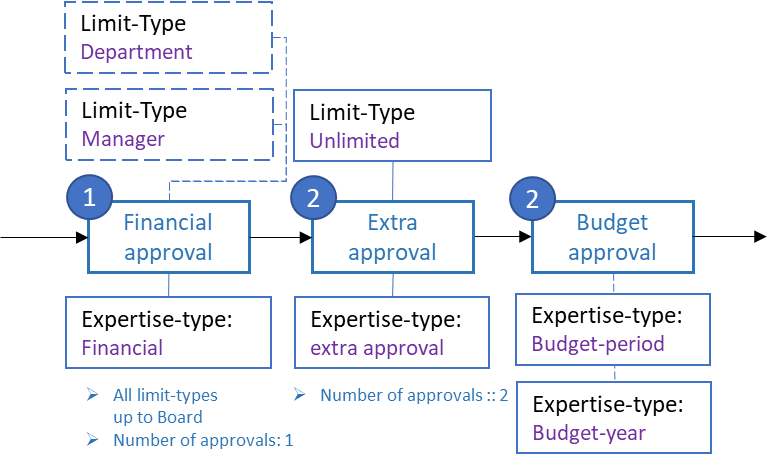 Limit-Type
Department
Limit-Type
Manager
Limit-Type
Unlimited
1
Financial
approval
2
Extra
approval
2
Budget
approval
Expertise-type:
Financial
Expertise-type:
extra approval
Expertise-type:
Budget-period
All limit-types
up to Board
Number of approvals: 1
Number of approvals :: 2
Expertise-type:
Budget-year